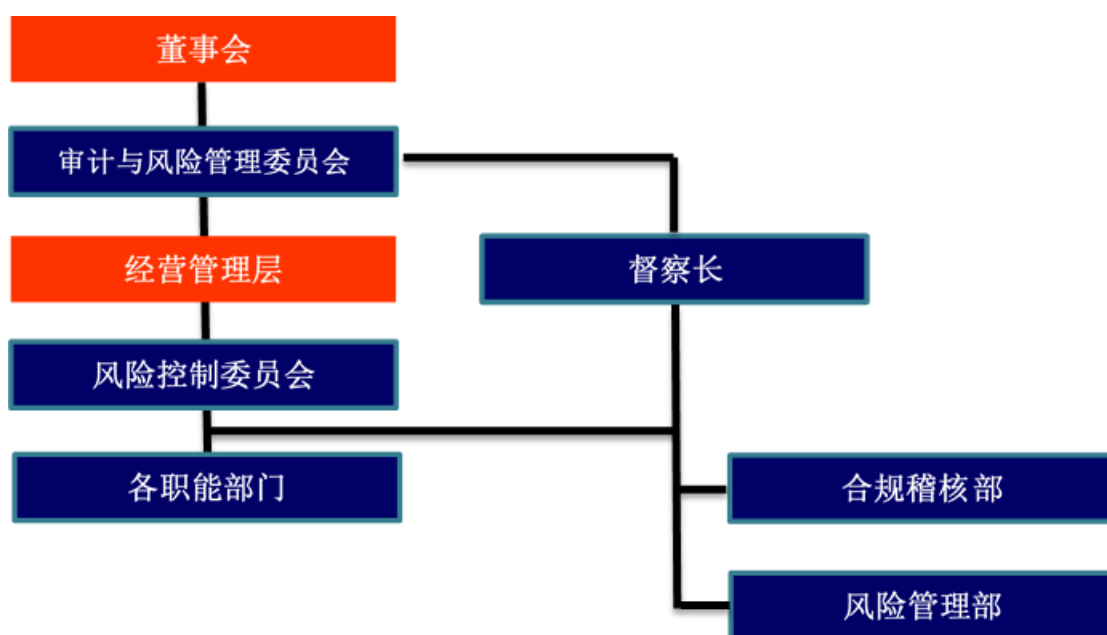 董事会
审计与风险管理委员会
经营管理层
督察长
风险控制委员会
各职能部门
合规稽核部
风险管理部